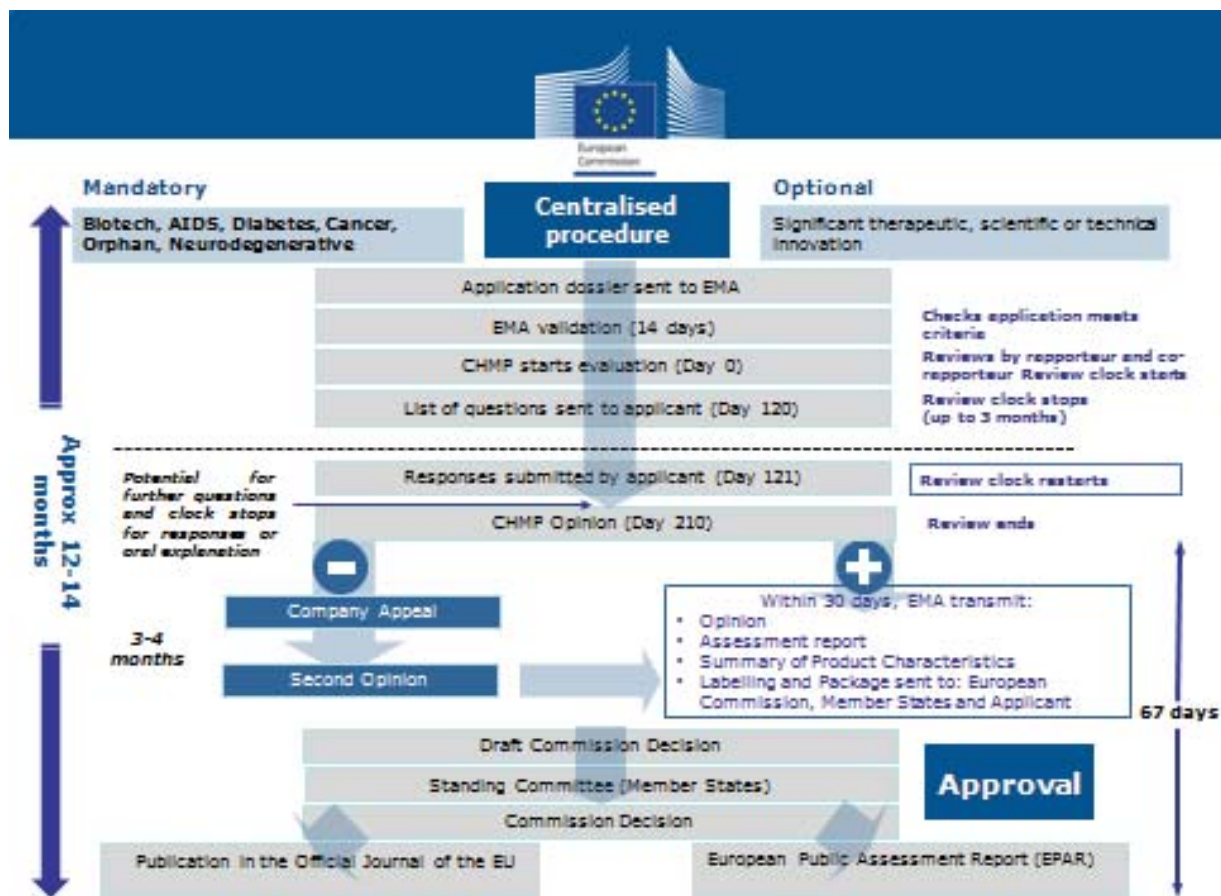 European
Commission
Mandatory
Biotech, AIDS, Diabetes, Cancer,
Orphan, Neurodegenerative
Centralised
procedure
Optional
Significant therapeutic, scientific or technical
innovation
Application dossier sent to EMA
EMA validation (14 days)
Checks application meets
criteria
CHMP starts evaluation (Day 0)
Reviews by rapporteur and co-
rapporteur Review clock starts
List of questions sent to applicant (Day 120)
Review clock stops
(up to 3 months)
Approx 12-14
months
Potential for
further questions
and clock stops
for responses or
oral explanation
Responses submitted by applicant (Day 121)
Review clock restarts
CHMP Opinion (Day 210)
Review ends
-
+
3-4
months
Company Appeal
Second Opinion
Within 30 days, EMA transmit:
• Opinion
• Assessment report
• Summary of Product Characteristics
• Labelling and Package sent to: European
Commission, Member States and Applicant
67 days
Draft Commission Decision
Standing Committee (Member States)
Commission Decision
Approval
Publication in the Official Journal of the EU
European Public Assessment Report (EPAR)